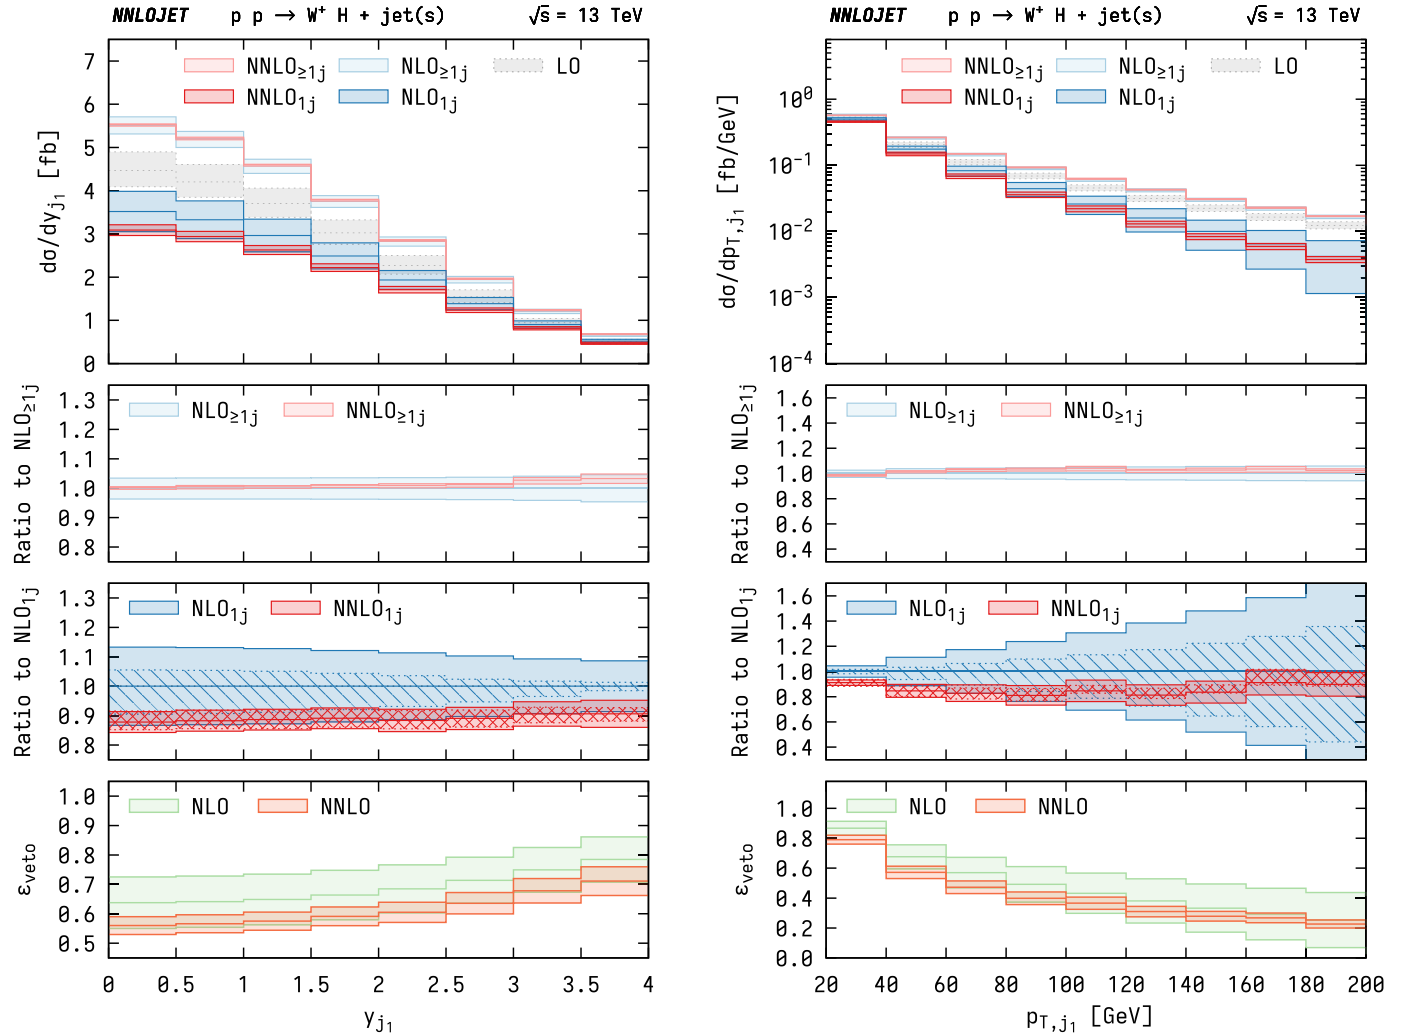 NNLOJET p p → W⁺ H + jet(s) √s = 13 TeV
NNLO≥1j NLO≥1j LO
NNLO1j NLO1j
dσ/dyj1 [fb]
7
6
5
4
3
2
1
0
Ratio to NLO≥1j
NLO≥1j NNLO≥1j
1.3
1.2
1.1
1.0
0.9
0.8
Ratio to NLO1j
NLO1j NNLO1j
1.3
1.2
1.1
1.0
0.9
0.8
εveto
NLO NNLO
1.0
0.9
0.8
0.7
0.6
0.5
0 0.5 1 1.5 2 2.5 3 3.5 4
yj1
NNLOJET p p → W⁺ H + jet(s) √s = 13 TeV
NNLO≥1j NLO≥1j LO
NNLO1j NLO1j
dσ/dpT,j1 [fb/GeV]
10⁰
10⁻¹
10⁻²
10⁻³
10⁻⁴
Ratio to NLO≥1j
NLO≥1j NNLO≥1j
1.6
1.4
1.2
1.0
0.8
0.6
0.4
Ratio to NLO1j
NLO1j NNLO1j
1.6
1.4
1.2
1.0
0.8
0.6
0.4
εveto
NLO NNLO
1.0
0.8
0.6
0.4
0.2
0.0
20 40 60 80 100 120 140 160 180 200
pT,j1 [GeV]